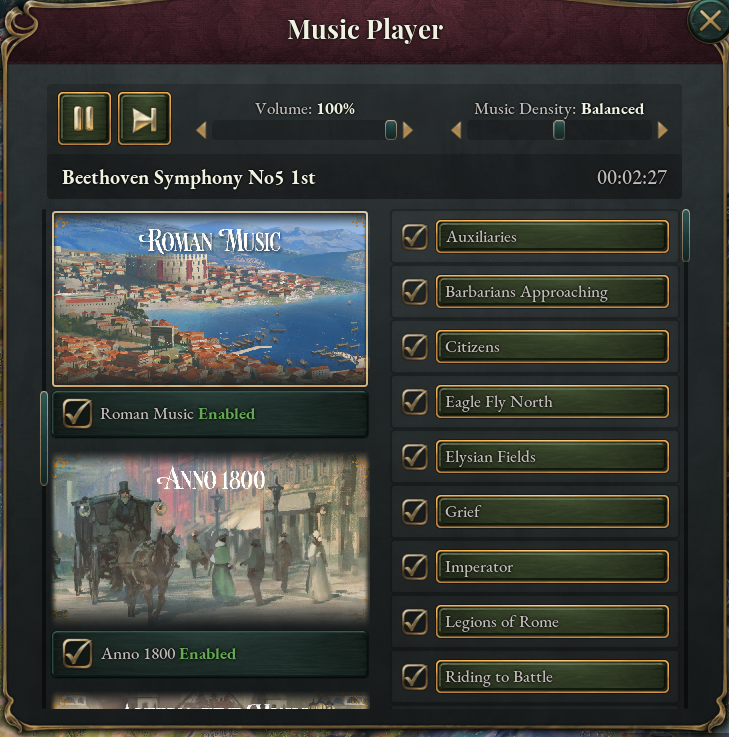 Music Player
Volume: 100%
Music Density: Balanced
Beethoven Symphony No5 1st
00:02:27
Roman Music
Roman Music Enabled
Anno 1800
Anno 1800 Enabled
Auxiliaries
Barbarians Approaching
Citizens
Eagle Fly North
Elysian Fields
Grief
Imperator
Legions of Rome
Riding to Battle